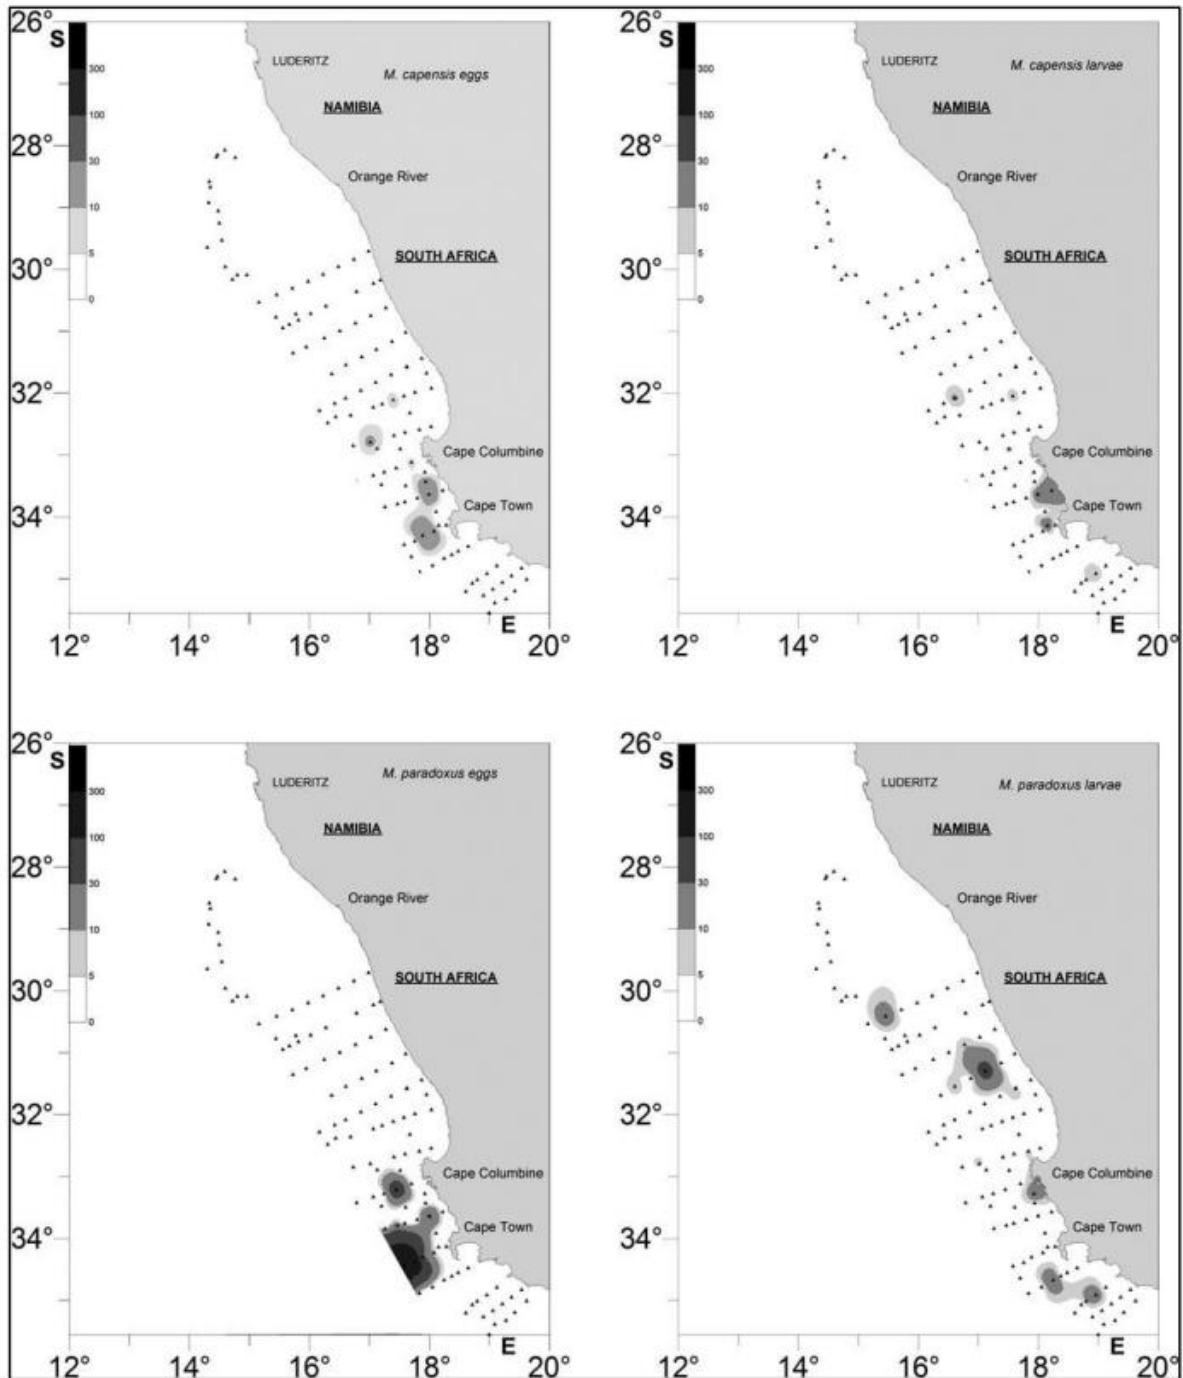 26°
S
300
100
30
10
5
0
LUDERITZ
M. capensis eggs
NAMIBIA
28°
Orange River
SOUTH AFRICA
30°
32°
Cape Columbine
Cape Town
34°
E
12° 14° 16° 18° 20°
26°
S
300
100
30
10
5
0
LUDERITZ
M. capensis larvae
NAMIBIA
28°
Orange River
SOUTH AFRICA
30°
32°
Cape Columbine
Cape Town
34°
E
12° 14° 16° 18° 20°
26°
S
300
100
30
10
5
0
LUDERITZ
M. paradoxus eggs
NAMIBIA
28°
Orange River
SOUTH AFRICA
30°
32°
Cape Columbine
Cape Town
34°
E
12° 14° 16° 18° 20°
26°
S
300
100
30
10
5
0
LUDERITZ
M. paradoxus larvae
NAMIBIA
28°
Orange River
SOUTH AFRICA
30°
32°
Cape Columbine
Cape Town
34°
E
12° 14° 16° 18° 20°